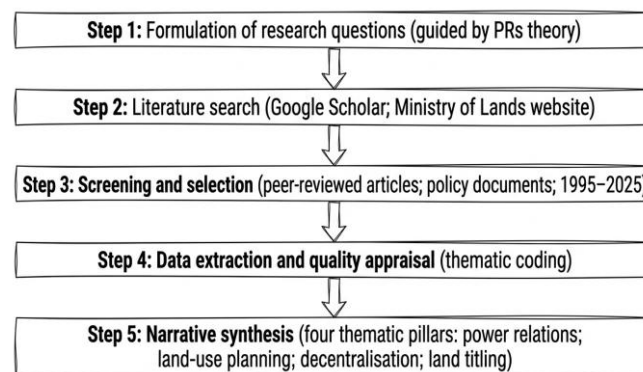 Step 1: Formulation of research questions (guided by PRs theory)
Step 2: Literature search (Google Scholar; Ministry of Lands website)
Step 3: Screening and selection (peer-reviewed articles; policy documents; 1995–2025)
Step 4: Data extraction and quality appraisal (thematic coding)
Step 5: Narrative synthesis (four thematic pillars: power relations;
land-use planning; decentralisation; land titling)